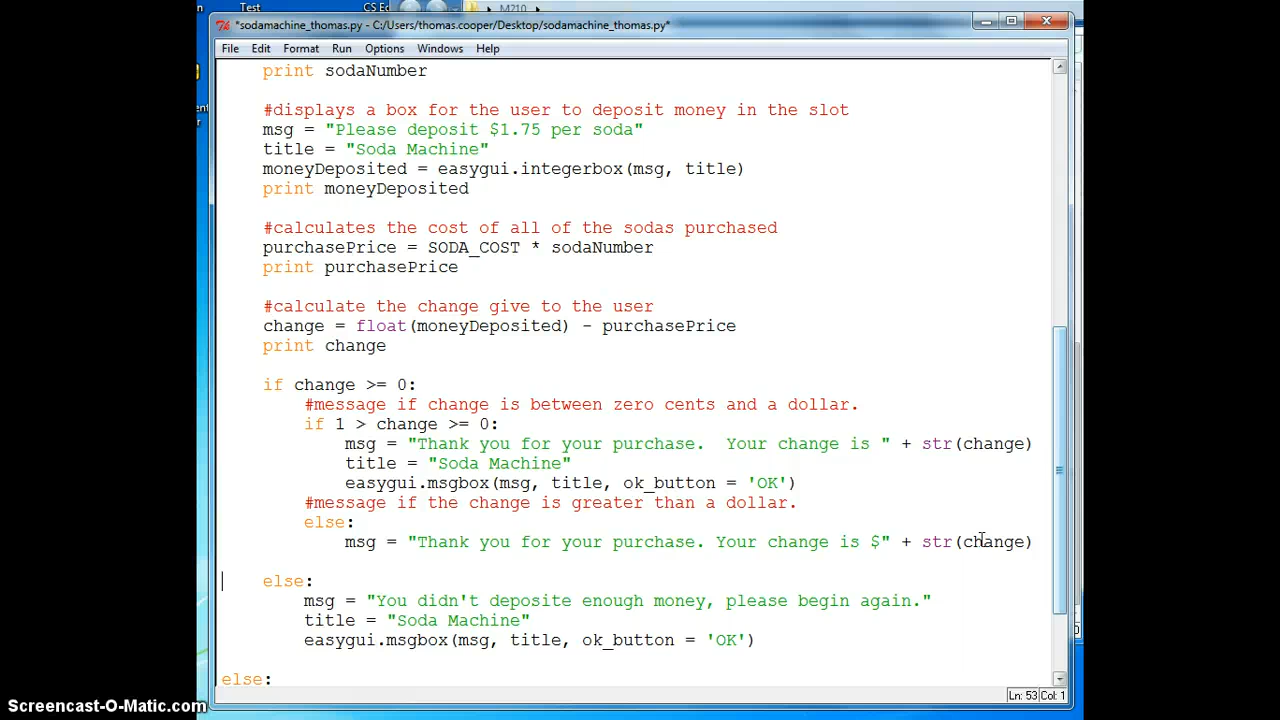 Test
CS Ec
M210
*sodamachine_thomas.py - C:/Users/thomas.cooper/Desktop/sodamachine_thomas.py*
File Edit Format Run Options Windows Help
print sodaNumber
#displays a box for the user to deposit money in the slot
msg = "Please deposit $1.75 per soda"
title = "Soda Machine"
moneyDeposited = easygui.integerbox(msg, title)
print moneyDeposited
#calculates the cost of all of the sodas purchased
purchasePrice = SODA_COST * sodaNumber
print purchasePrice
#calculate the change give to the user
change = float(moneyDeposited) - purchasePrice
print change
if change >= 0:
#message if change is between zero cents and a dollar.
if 1 > change >= 0:
msg = "Thank you for your purchase.  Your change is " + str(change)
title = "Soda Machine"
easygui.msgbox(msg, title, ok_button = 'OK')
#message if the change is greater than a dollar.
else:
msg = "Thank you for your purchase. Your change is $" + str(change)
else:
msg = "You didn't deposite enough money, please begin again."
title = "Soda Machine"
easygui.msgbox(msg, title, ok_button = 'OK')
else:
Ln: 53 Col: 1
Screencast-O-Matic.com